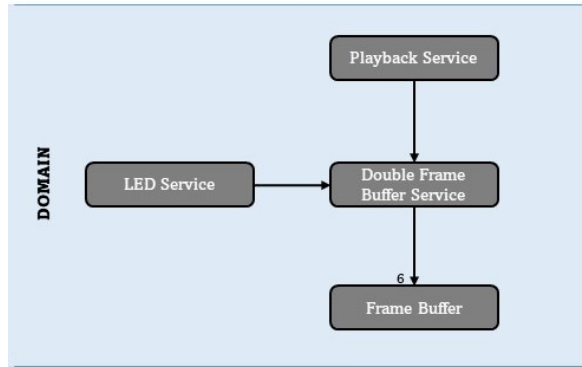 Playback Service
DOMAIN
LED Service
Double Frame
Buffer Service
6
Frame Buffer